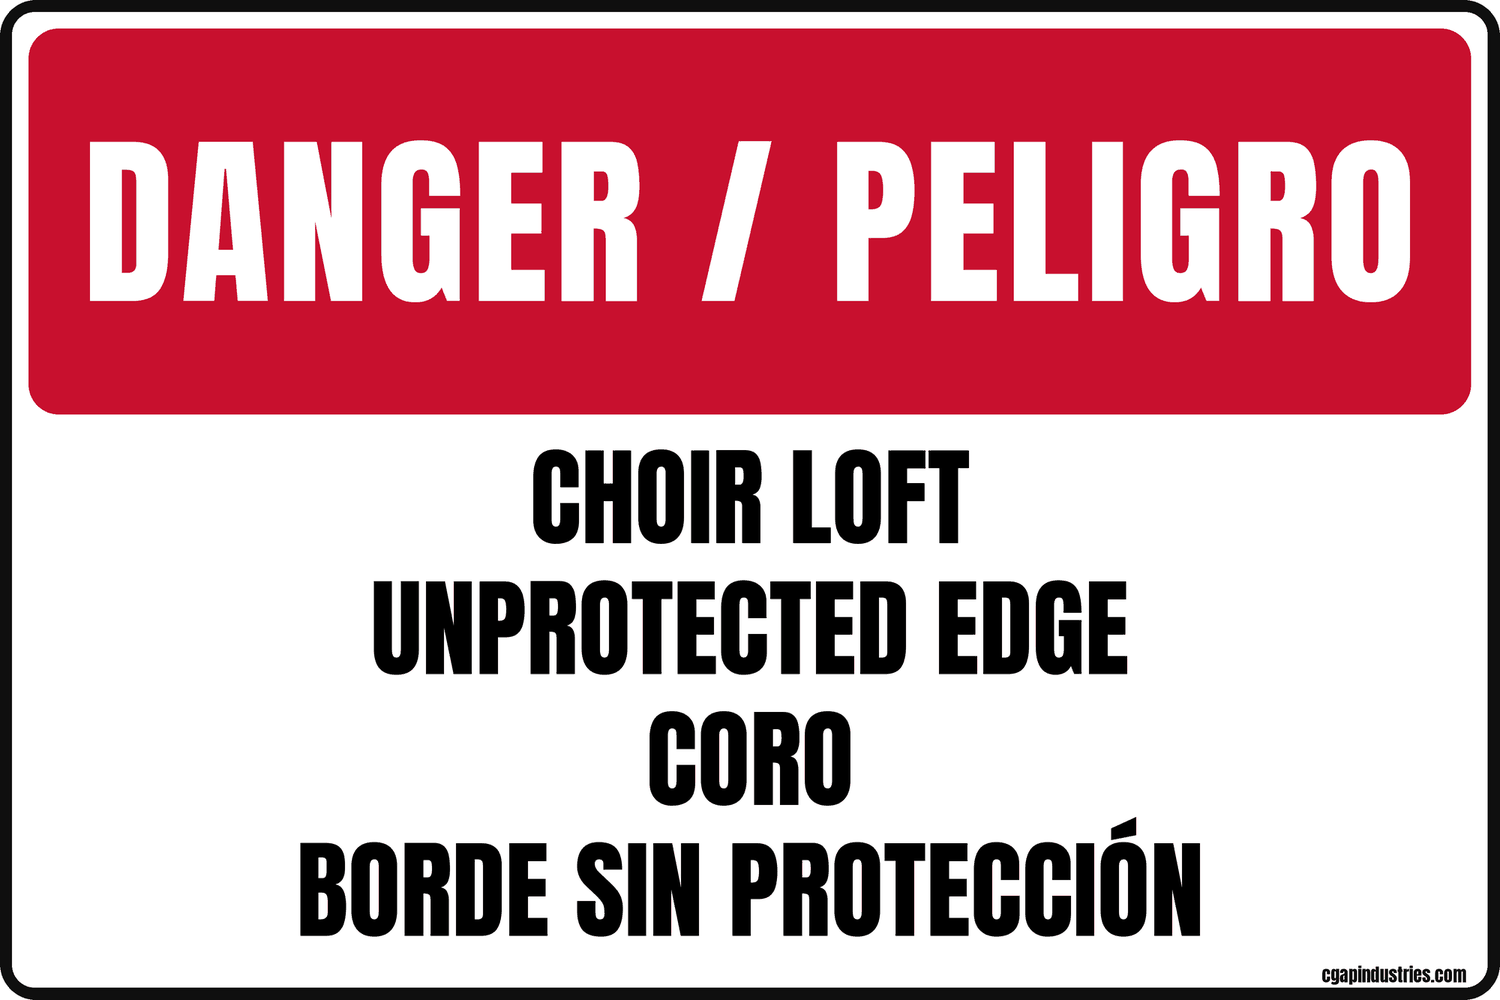 DANGER / PELIGRO
CHOIR LOFT
UNPROTECTED EDGE
CORO
BORDE SIN PROTECCIÓN
cgapindustries.com